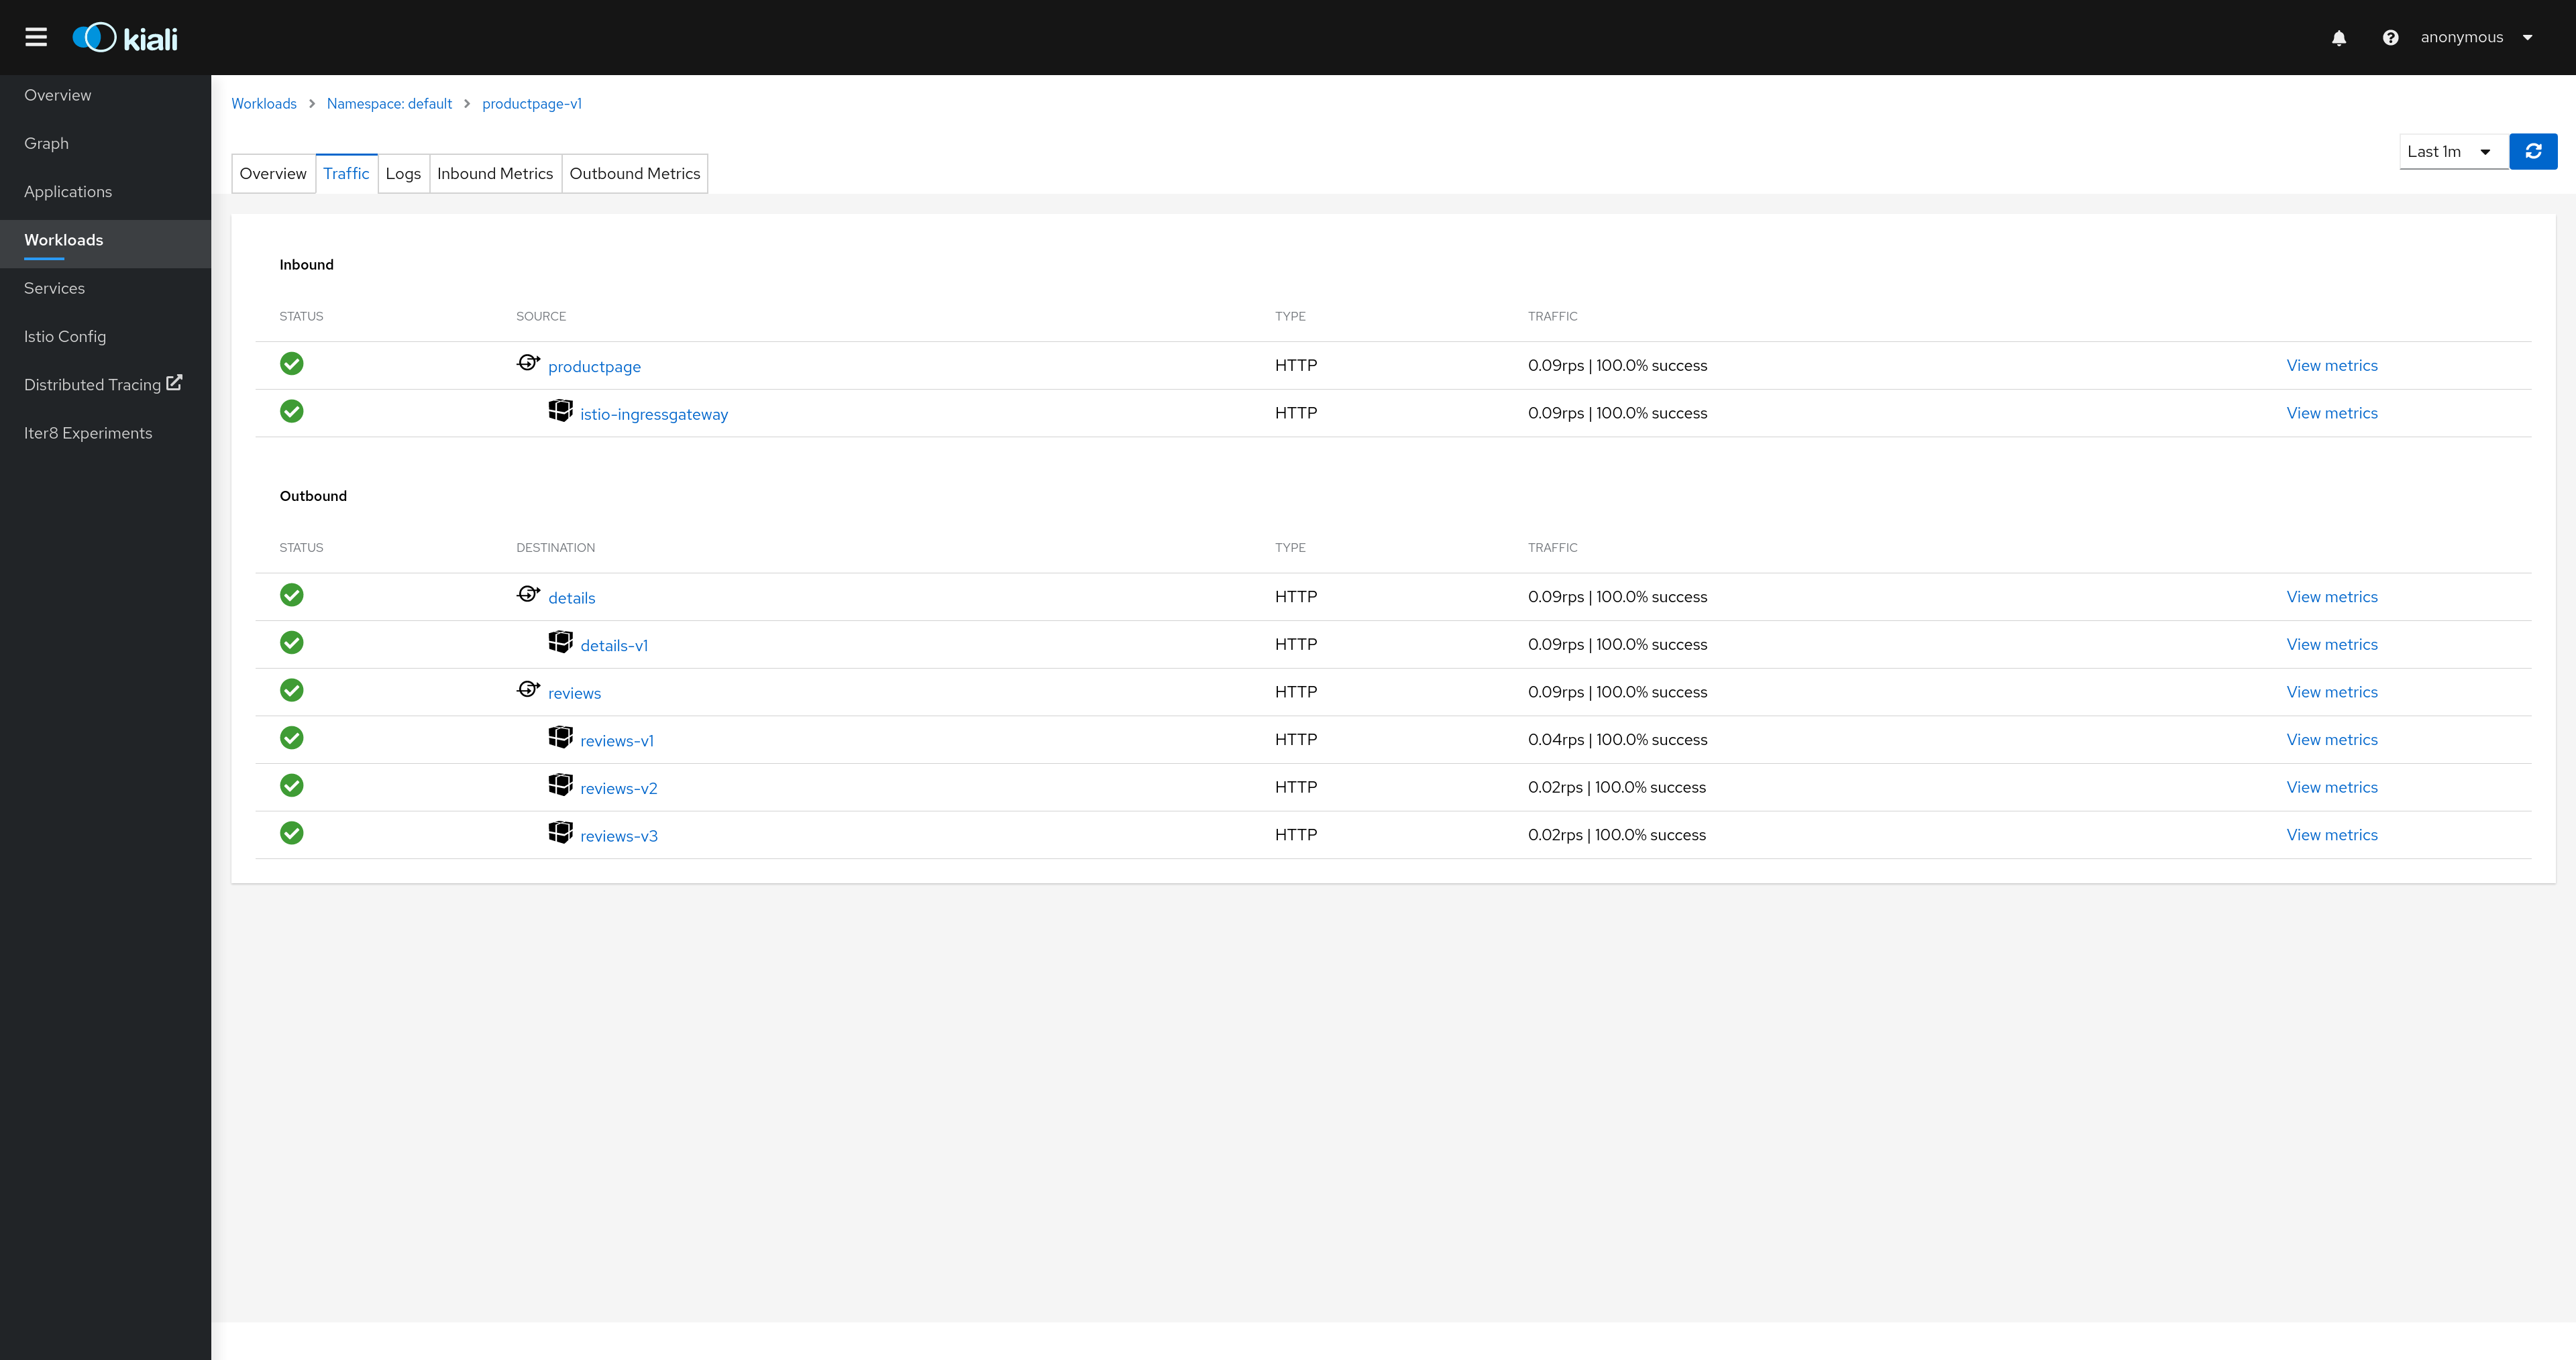 kiali
anonymous
Overview
Graph
Applications
Workloads
Services
Istio Config
Distributed Tracing
Iter8 Experiments
Workloads > Namespace: default > productpage-v1
Last 1m
Overview Traffic Logs Inbound Metrics Outbound Metrics
Inbound
STATUS SOURCE TYPE TRAFFIC
productpage HTTP 0.09rps | 100.0% success View metrics
istio-ingressgateway HTTP 0.09rps | 100.0% success View metrics
Outbound
STATUS DESTINATION TYPE TRAFFIC
details HTTP 0.09rps | 100.0% success View metrics
details-v1 HTTP 0.09rps | 100.0% success View metrics
reviews HTTP 0.09rps | 100.0% success View metrics
reviews-v1 HTTP 0.04rps | 100.0% success View metrics
reviews-v2 HTTP 0.02rps | 100.0% success View metrics
reviews-v3 HTTP 0.02rps | 100.0% success View metrics